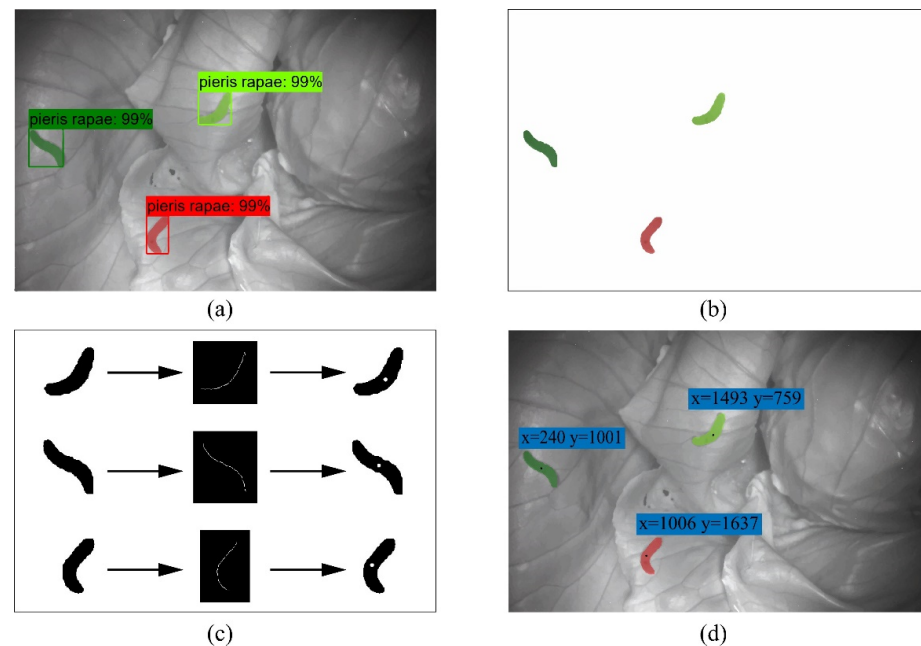 pieris rapae: 99%
pieris rapae: 99%
pieris rapae: 99%
(a)
(b)
(c)
x=1493 y=759
x=240 y=1001
x=1006 y=1637
(d)